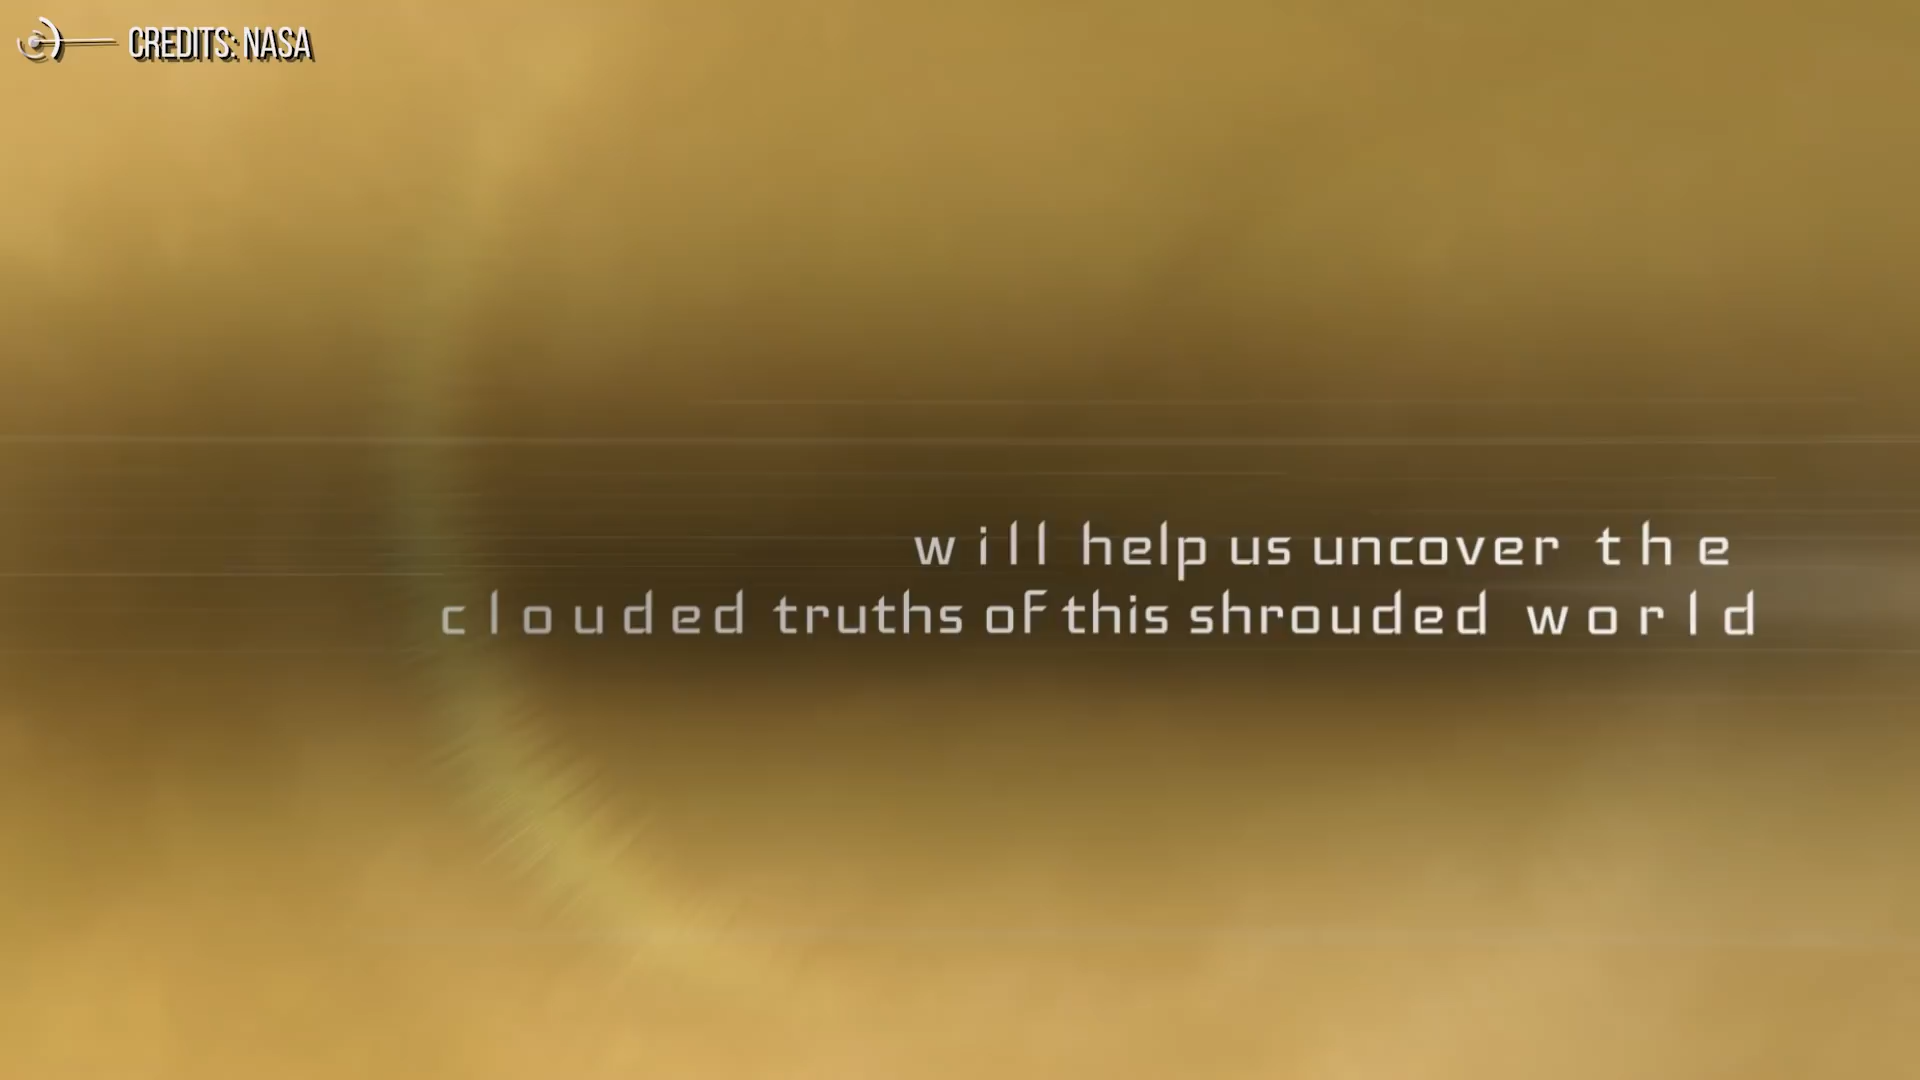 CREDITS: NASA
will help us uncover the
clouded truths of this shrouded world